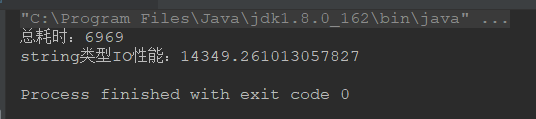 "C:\Program Files\Java\jdk1.8.0_162\bin\java" ...
总耗时：6969
string类型IO性能：14349.261013057827
Process finished with exit code 0